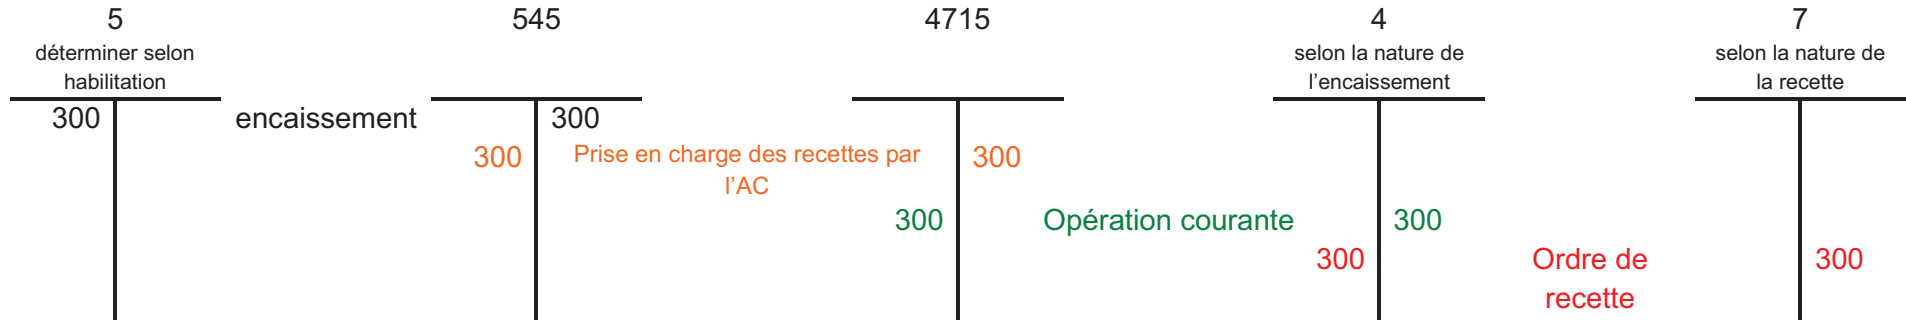 5
déterminer selon
habilitation
545
4715
4
selon la nature de
l'encaissement
7
selon la nature de
la recette
300 encaissement 300
300 Prise en charge des recettes par 300
l'AC
300 Opération courante 300
300 Ordre de 300
recette